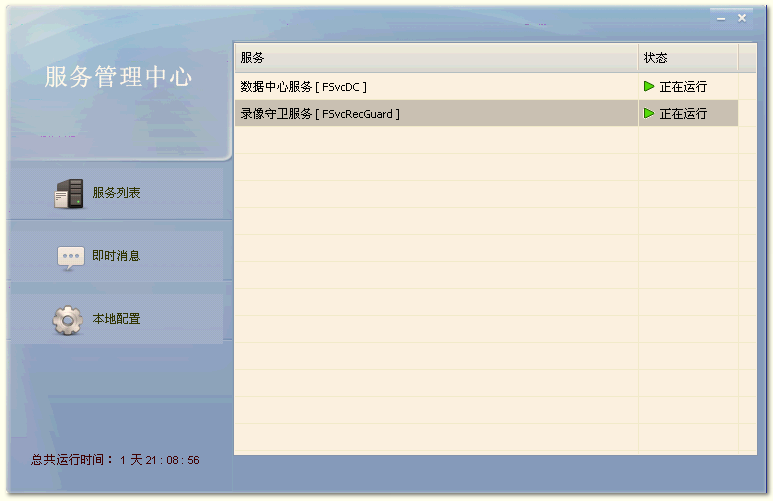 服务管理中心
服务 状态
数据中心服务 [ FSvcDC ] 正在运行
录像守卫服务 [ FSvcRecGuard ] 正在运行
服务列表
即时消息
本地配置
总共运行时间： 1 天 21 : 08 : 56